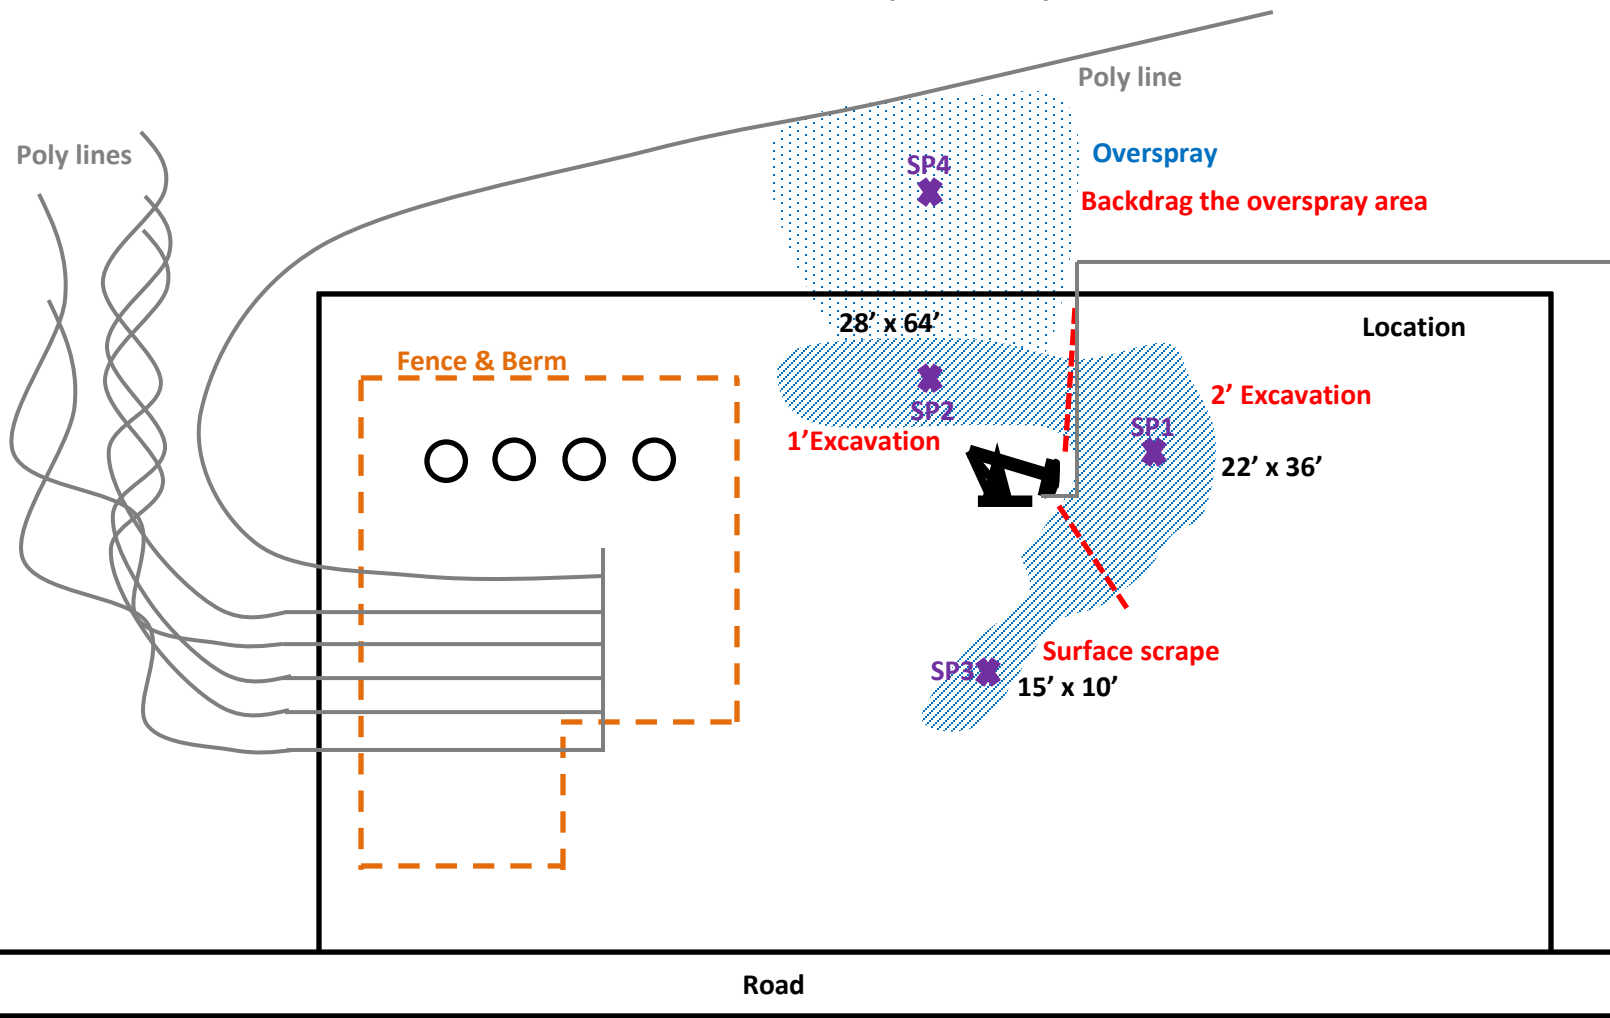 Poly line
Poly lines
Overspray
SP4
Backdrag the overspray area
28’ x 64’
Location
Fence & Berm
2’ Excavation
SP2
SP1
1’Excavation
22’ x 36’
Surface scrape
SP3
15’ x 10’
Road